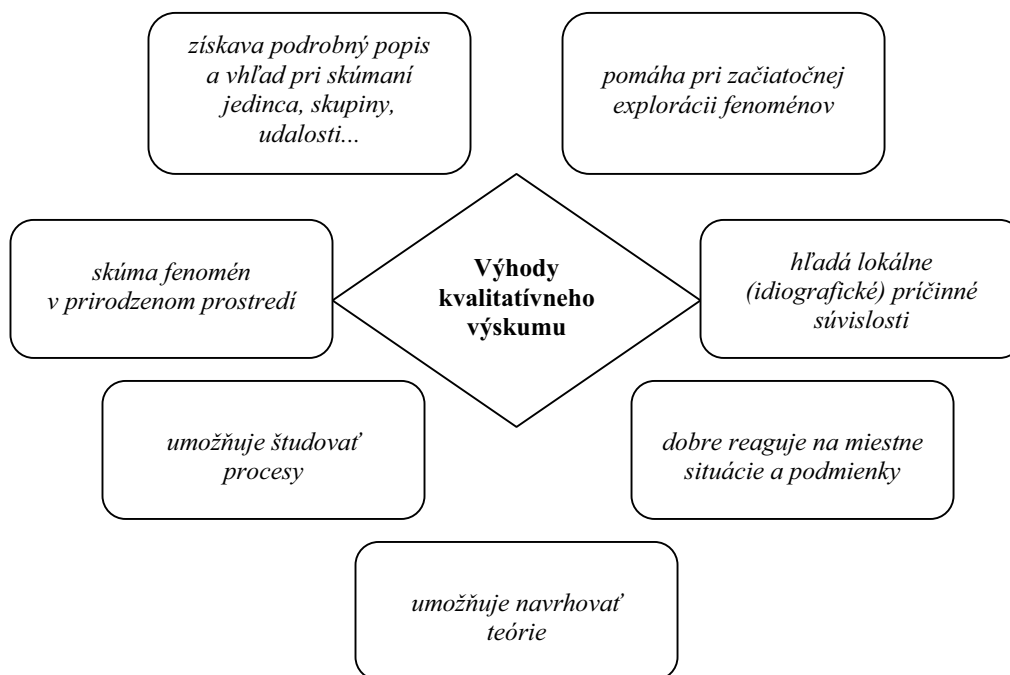 získava podrobný popis
a vhľad pri skúmaní
jedinca, skupiny,
udalosti...
pomáha pri začiatočnej
explorácii fenoménov
skúma fenomén
v prirodzenom prostredí
Výhody
kvalitatívneho
výskumu
hľadá lokálne
(idiografické) príčinné
súvislosti
umožňuje študovať
procesy
dobre reaguje na miestne
situácie a podmienky
umožňuje navrhovať
teórie